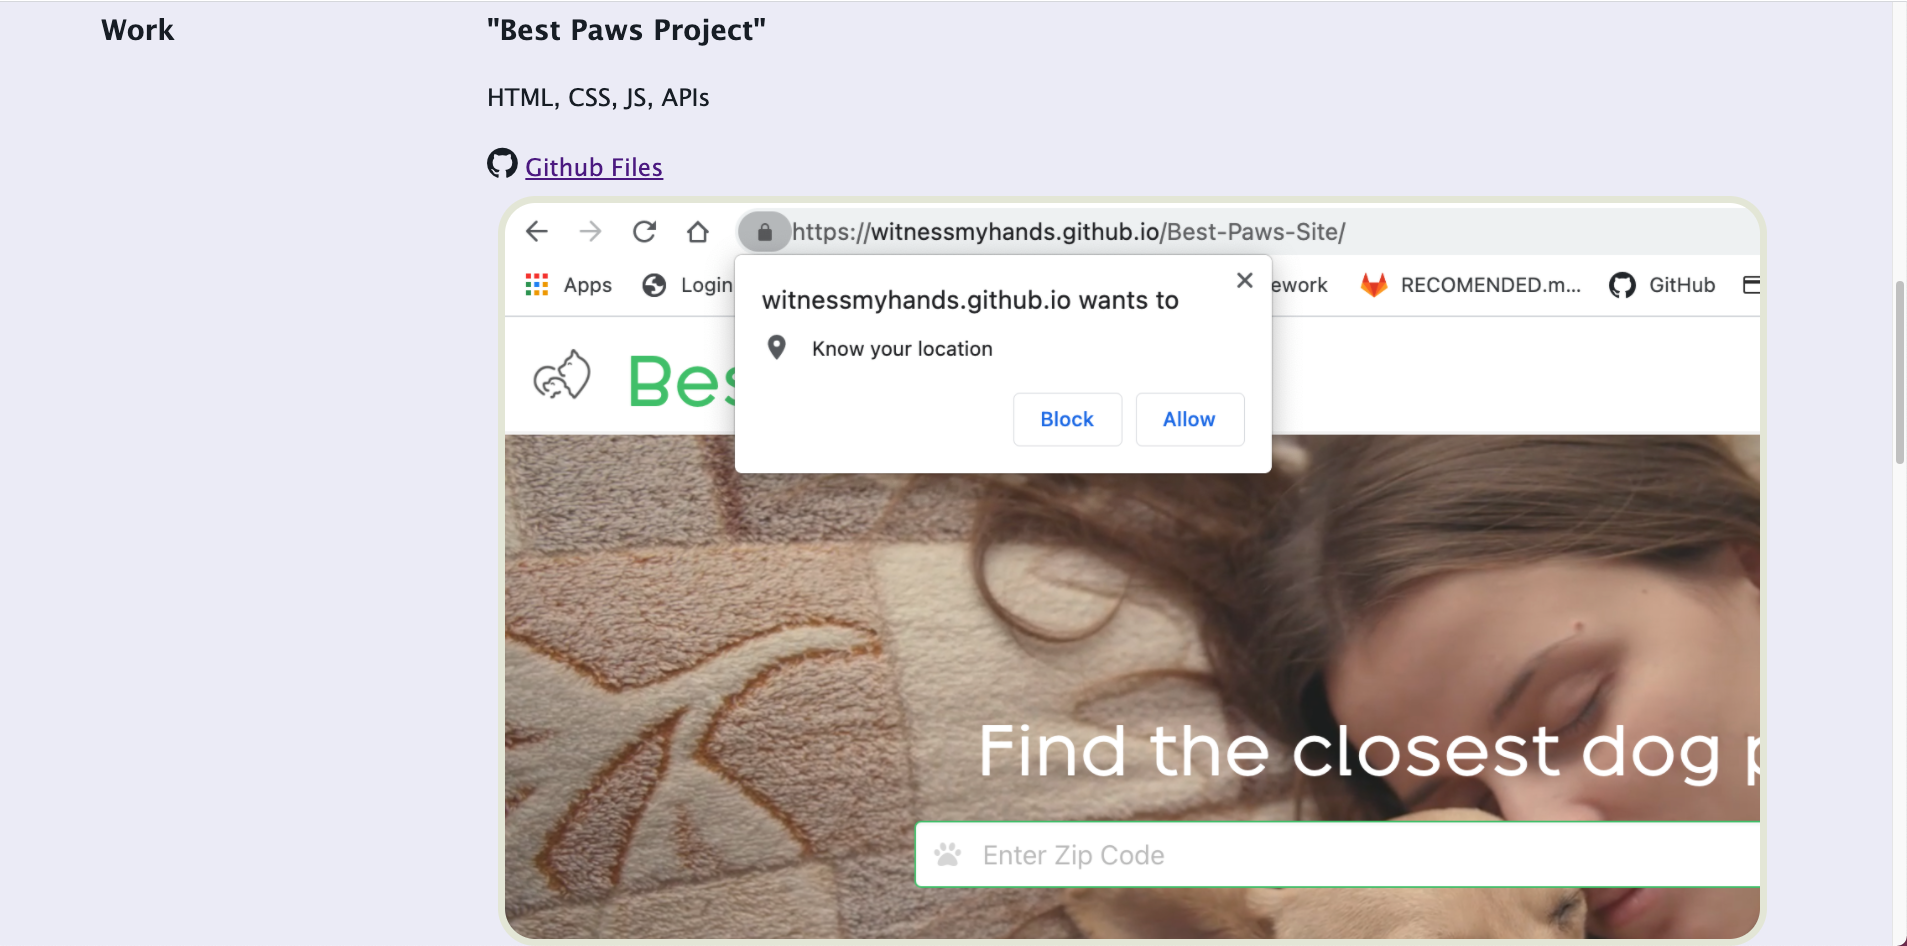 Work
"Best Paws Project"
HTML, CSS, JS, APIs
Github Files
https://witnessmyhands.github.io/Best-Paws-Site/
Apps Login ework RECOMENDED.m... GitHub
witnessmyhands.github.io wants to
Know your location
Block Allow
Bes
Find the closest dog p
Enter Zip Code